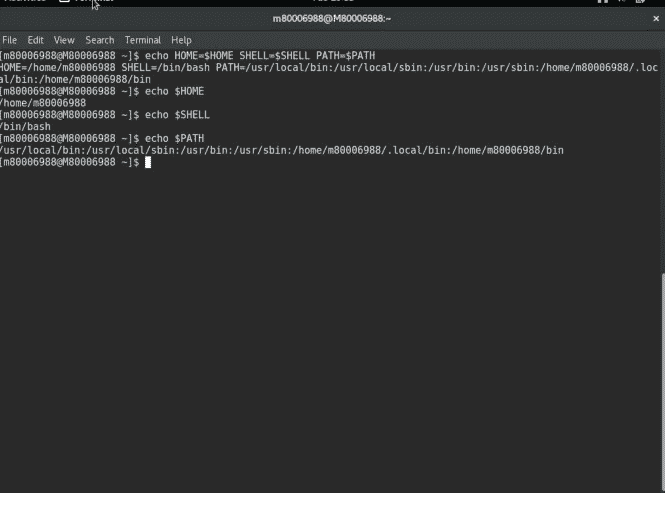 m80006988@M80006988:~
×
File Edit View Search Terminal Help
[m80006988@M80006988 ~]$ echo HOME=$HOME SHELL=$SHELL PATH=$PATH
HOME=/home/m80006988 SHELL=/bin/bash PATH=/usr/local/bin:/usr/local/sbin:/usr/bin:/usr/sbin:/home/m80006988/.loc
al/bin:/home/m80006988/bin
[m80006988@M80006988 ~]$ echo $HOME
/home/m80006988
[m80006988@M80006988 ~]$ echo $SHELL
/bin/bash
[m80006988@M80006988 ~]$ echo $PATH
/usr/local/bin:/usr/local/sbin:/usr/bin:/usr/sbin:/home/m80006988/.local/bin:/home/m80006988/bin
[m80006988@M80006988 ~]$